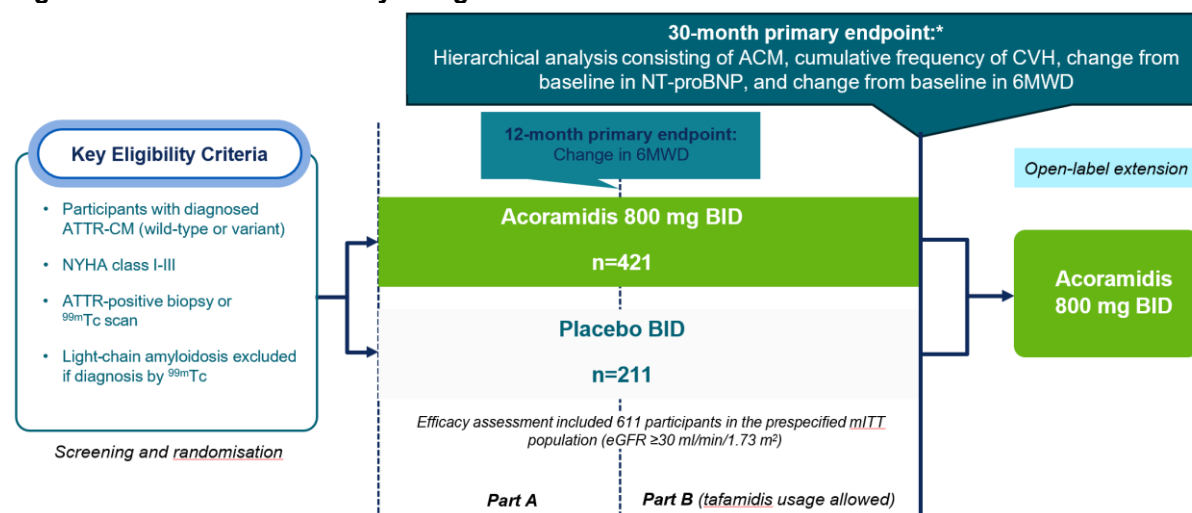 30-month primary endpoint:*
Hierarchical analysis consisting of ACM, cumulative frequency of CVH, change from
baseline in NT-proBNP, and change from baseline in 6MWD
12-month primary endpoint:
Change in 6MWD
Key Eligibility Criteria
• Participants with diagnosed
ATTR-CM (wild-type or variant)
• NYHA class I-III
• ATTR-positive biopsy or
⁹⁹ᵐTc scan
• Light-chain amyloidosis excluded
if diagnosis by ⁹⁹ᵐTc
Screening and randomisation
Acoramidis 800 mg BID
n=421
Placebo BID
n=211
Efficacy assessment included 611 participants in the prespecified mITT
population (eGFR ≥30 ml/min/1.73 m²)
Part A
Part B (tafamidis usage allowed)
Open-label extension
Acoramidis
800 mg BID